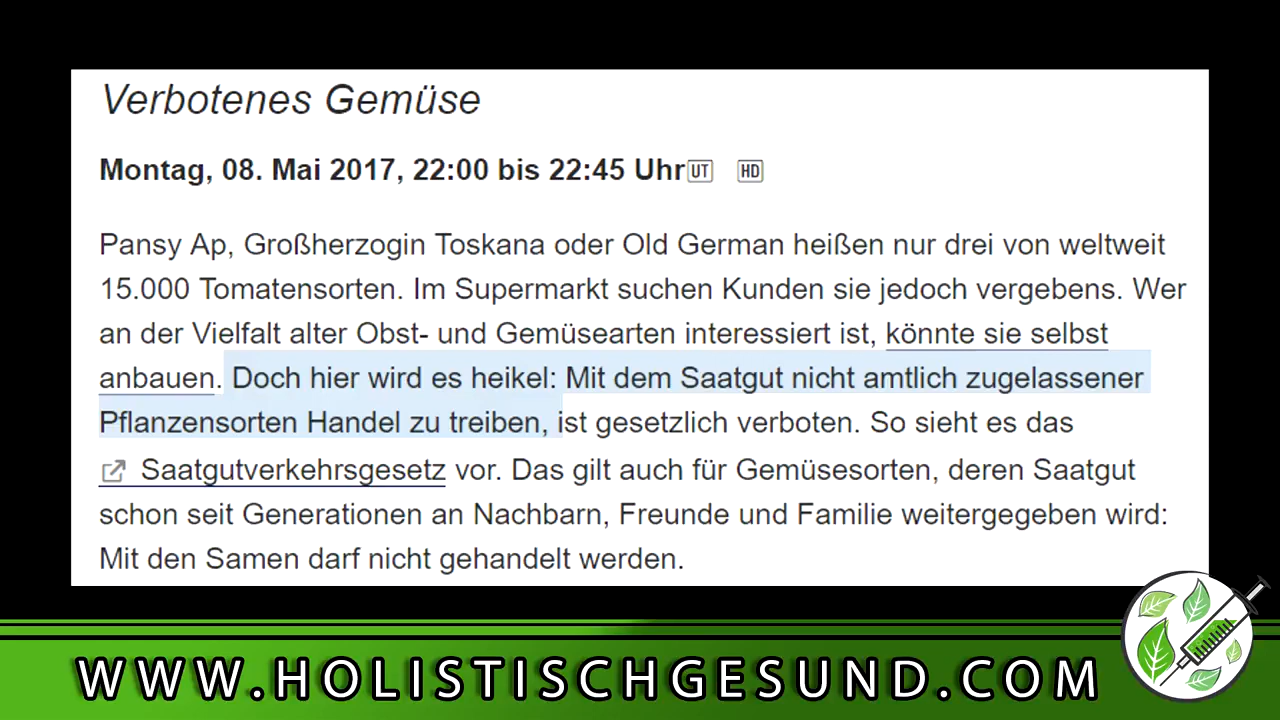 Verbotenes Gemüse
Montag, 08. Mai 2017, 22:00 bis 22:45 Uhr UT HD
Pansy Ap, Großherzogin Toskana oder Old German heißen nur drei von weltweit
15.000 Tomatensorten. Im Supermarkt suchen Kunden sie jedoch vergebens. Wer
an der Vielfalt alter Obst- und Gemüsearten interessiert ist, könnte sie selbst
anbauen. Doch hier wird es heikel: Mit dem Saatgut nicht amtlich zugelassener
Pflanzensorten Handel zu treiben, ist gesetzlich verboten. So sieht es das
Saatgutverkehrsgesetz vor. Das gilt auch für Gemüsesorten, deren Saatgut
schon seit Generationen an Nachbarn, Freunde und Familie weitergegeben wird:
Mit den Samen darf nicht gehandelt werden.
WWW.HOLISTISCHGESUND.COM